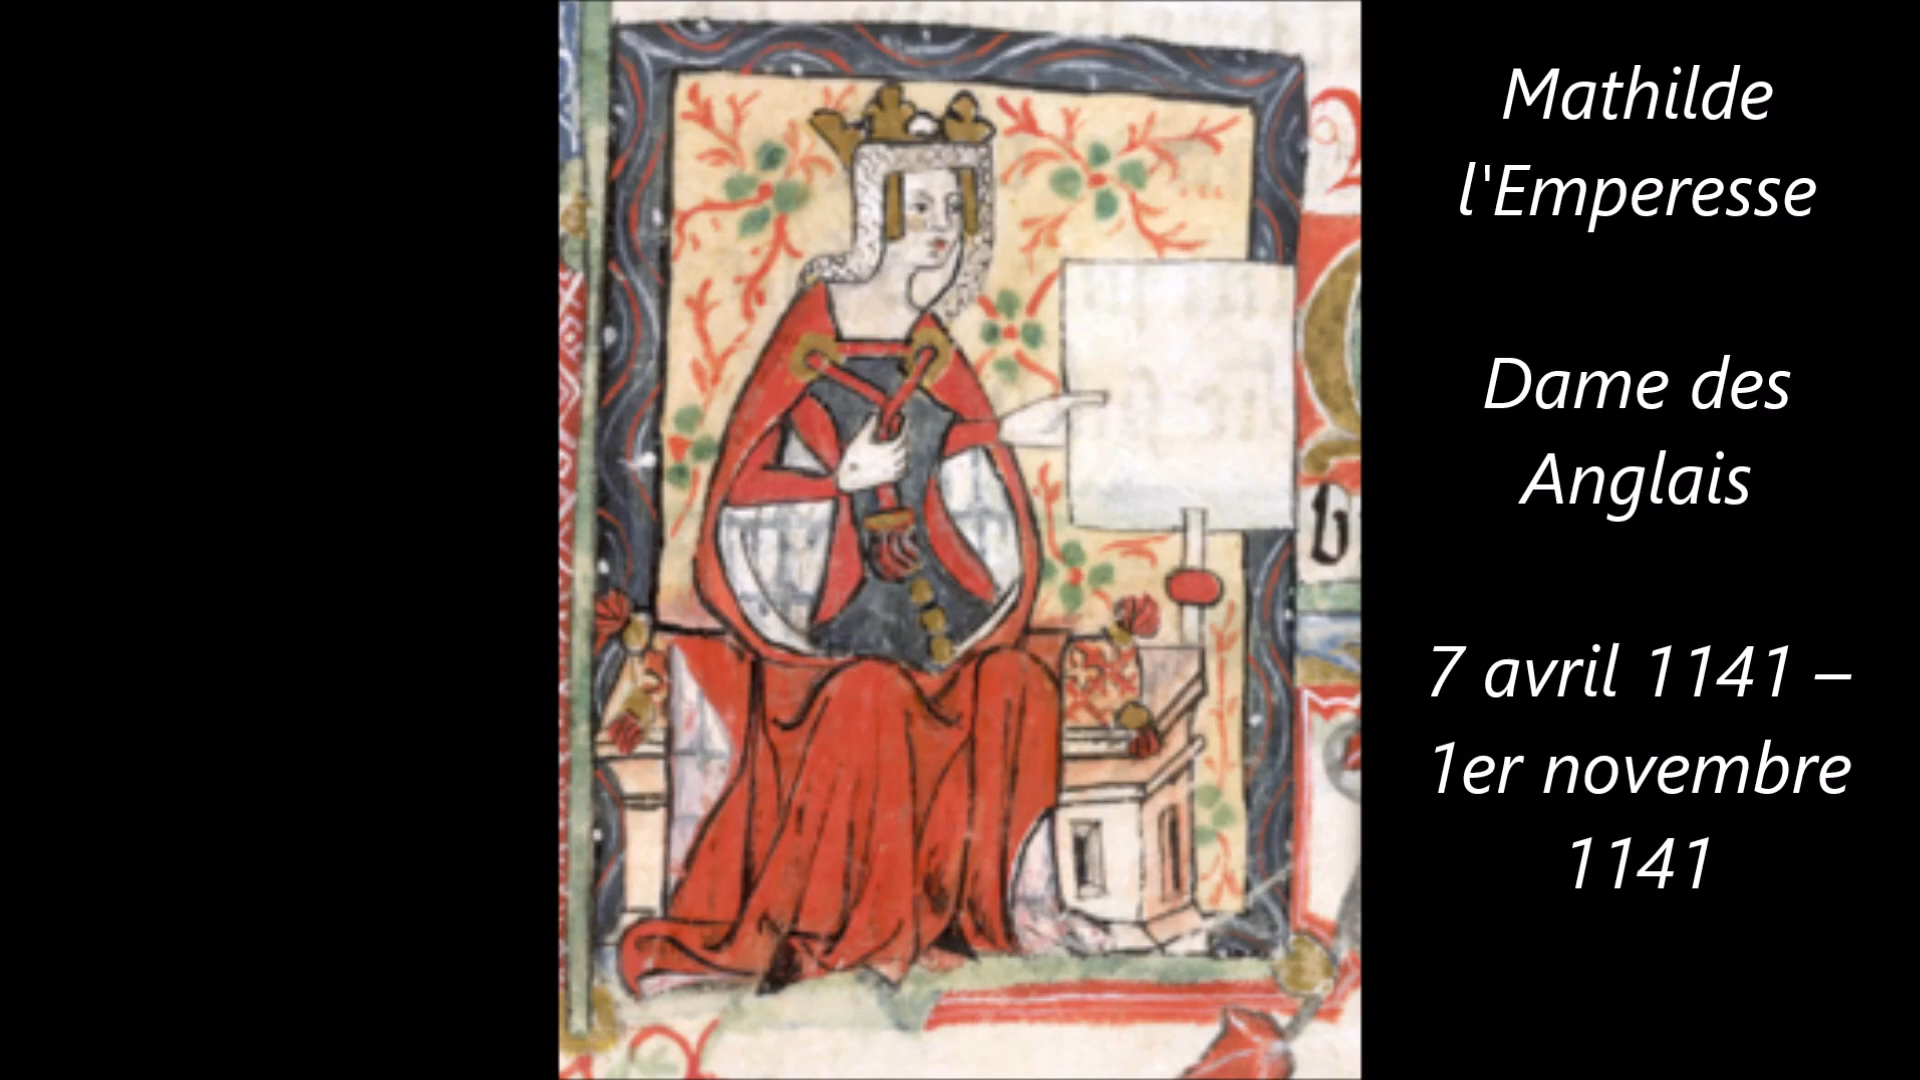 Mathilde
l'Emperesse
Dame des
Anglais
7 avril 1141 –
1er novembre
1141
b